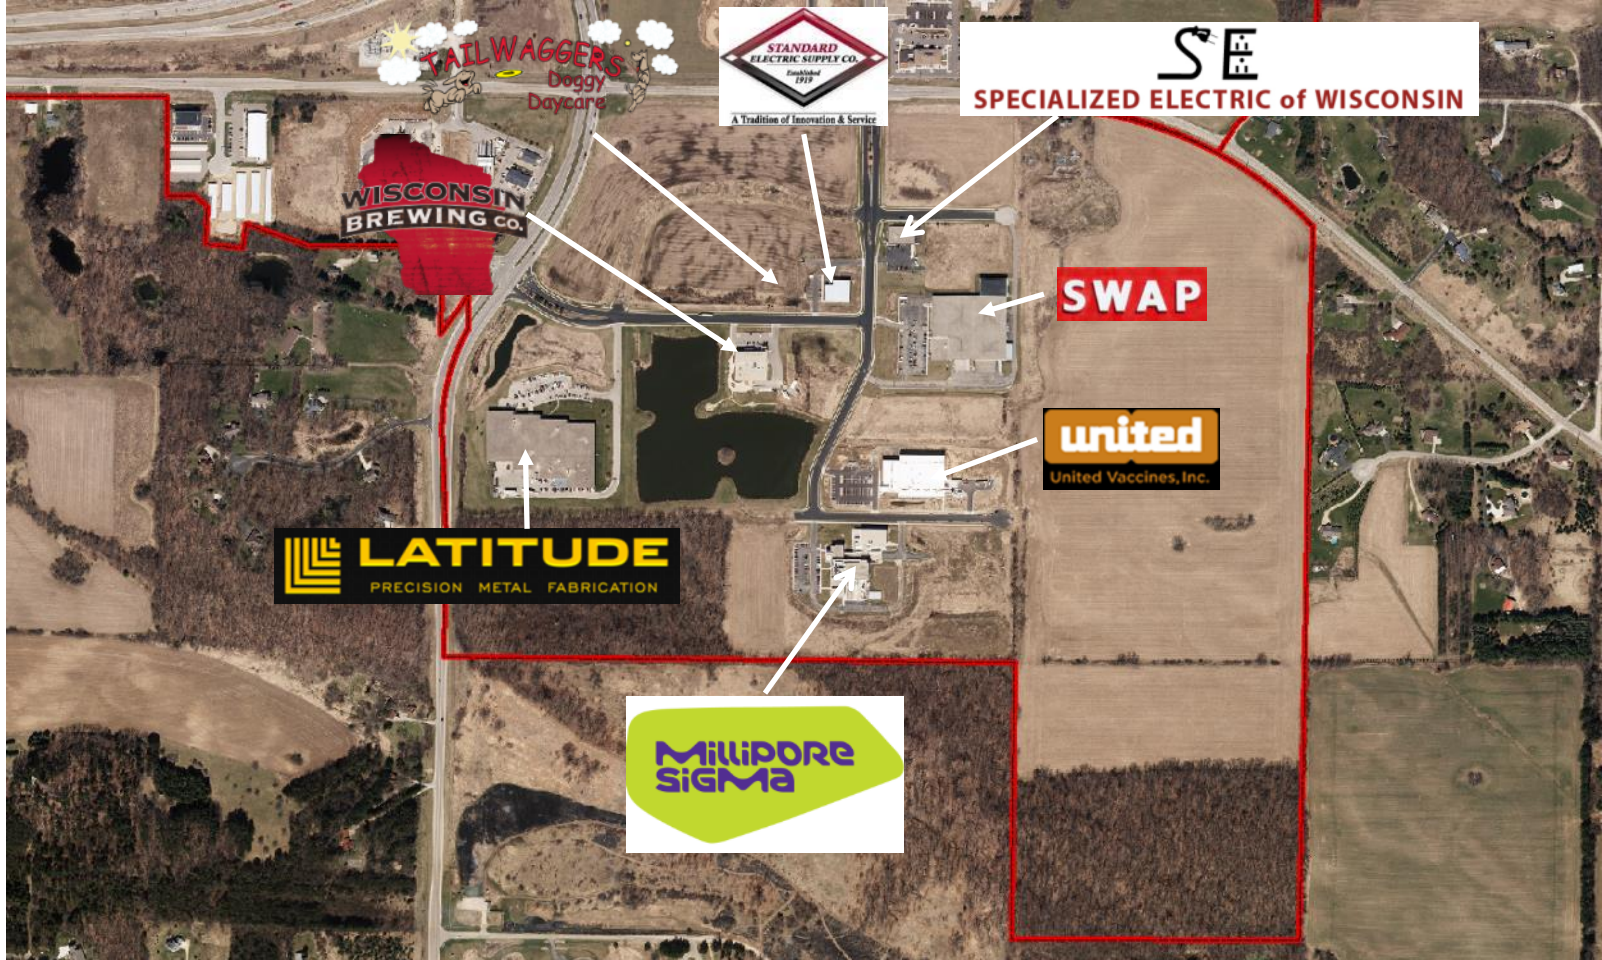 TAILWAGGERS
Doggy
Daycare
STANDARD
ELECTRIC SUPPLY CO.
Established
1919
A Tradition of Innovation & Service
SE
SPECIALIZED ELECTRIC of WISCONSIN
WISCONSIN
BREWING CO.
SWAP
united
United Vaccines, Inc.
LATITUDE
PRECISION METAL FABRICATION
MilliPORE
SiGMa